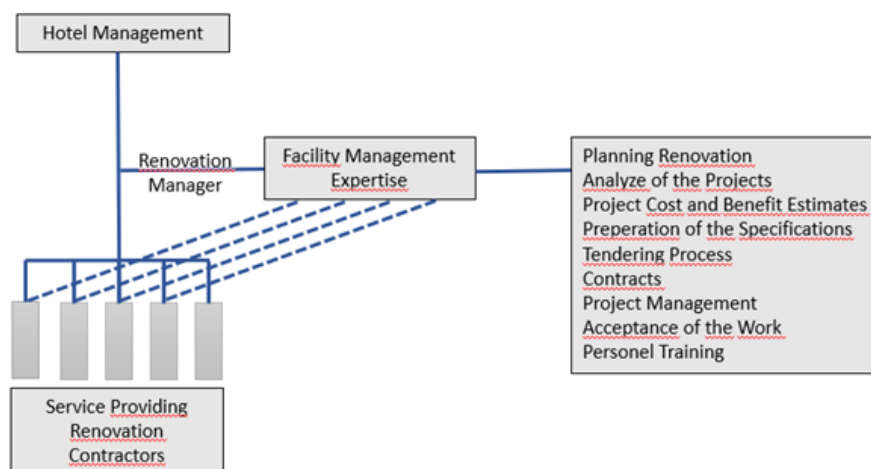 Hotel Management
Renovation
Manager
Facility Management
Expertise
Planning Renovation
Analyze of the Projects
Project Cost and Benefit Estimates
Preperation of the Specifications
Tendering Process
Contracts
Project Management
Acceptance of the Work
Personel Training
Service Providing
Renovation
Contractors